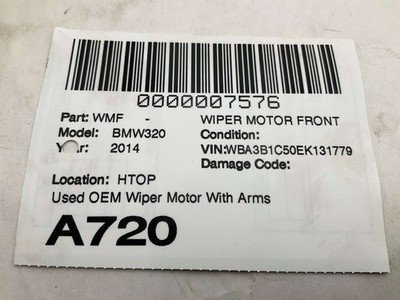 0000007576
Part: WMF - WIPER MOTOR FRONT
Model: BMW320 Condition:
Year: 2014 VIN:WBA3B1C50EK131779
Damage Code:
Location: HTOP
Used OEM Wiper Motor With Arms
A720